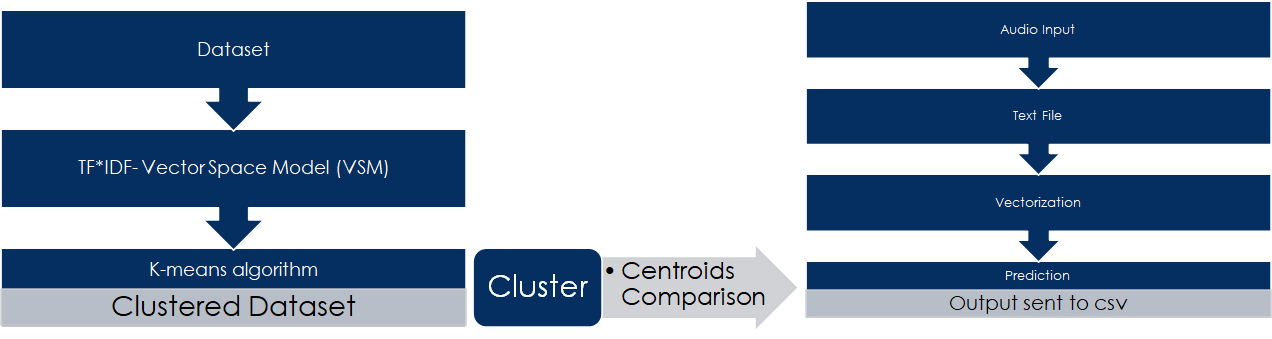 Dataset
TF*IDF- Vector Space Model (VSM)
K-means algorithm
Clustered Dataset
Cluster
• Centroids
Comparison
Audio Input
Text File
Vectorization
Prediction
Output sent to csv